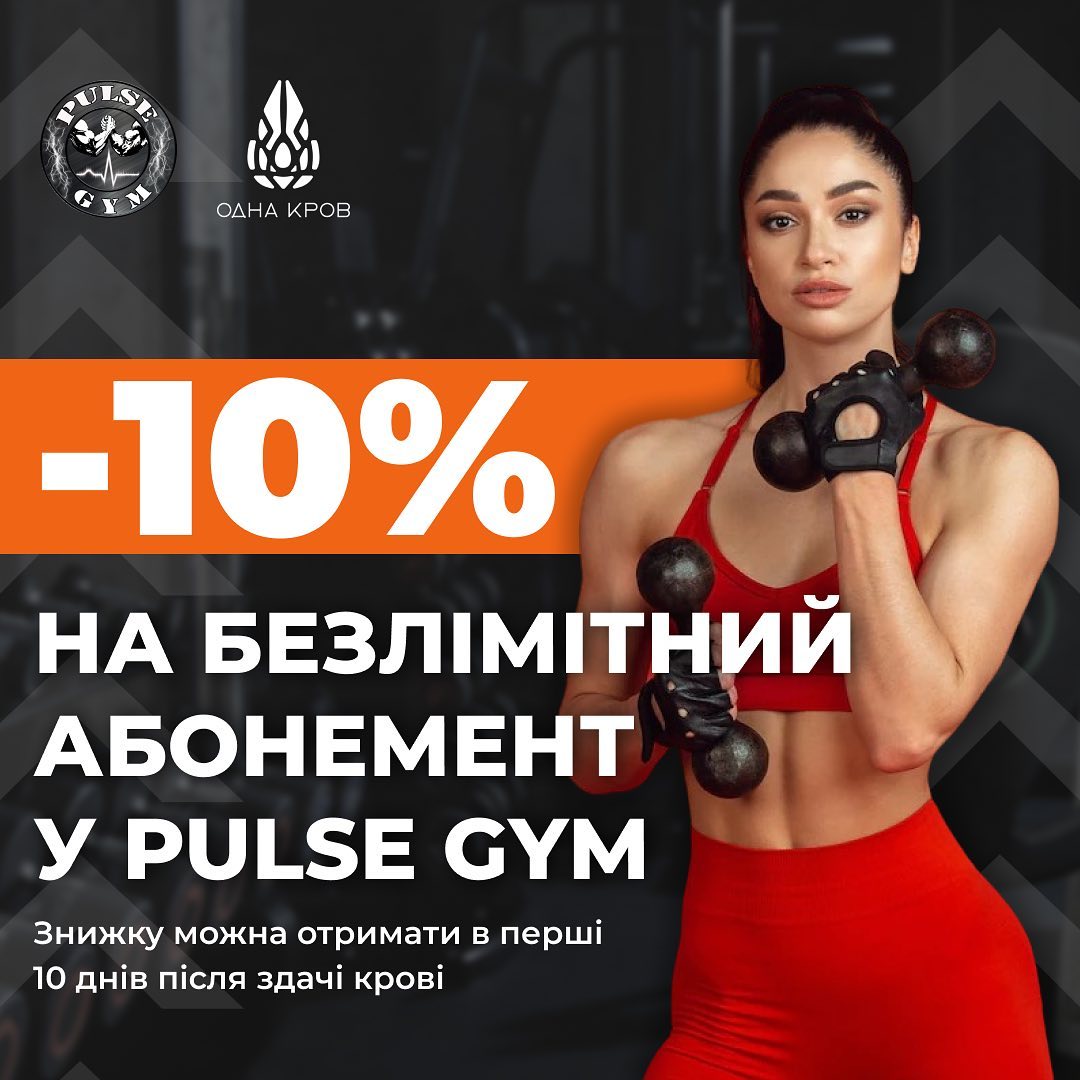 PULSE
GYM
ОДНА КРОВ
-10%
НА БЕЗЛІМІТНИЙ
АБОНЕМЕНТ
У PULSE GYM
Знижку можна отримати в перші
10 днів після здачі крові